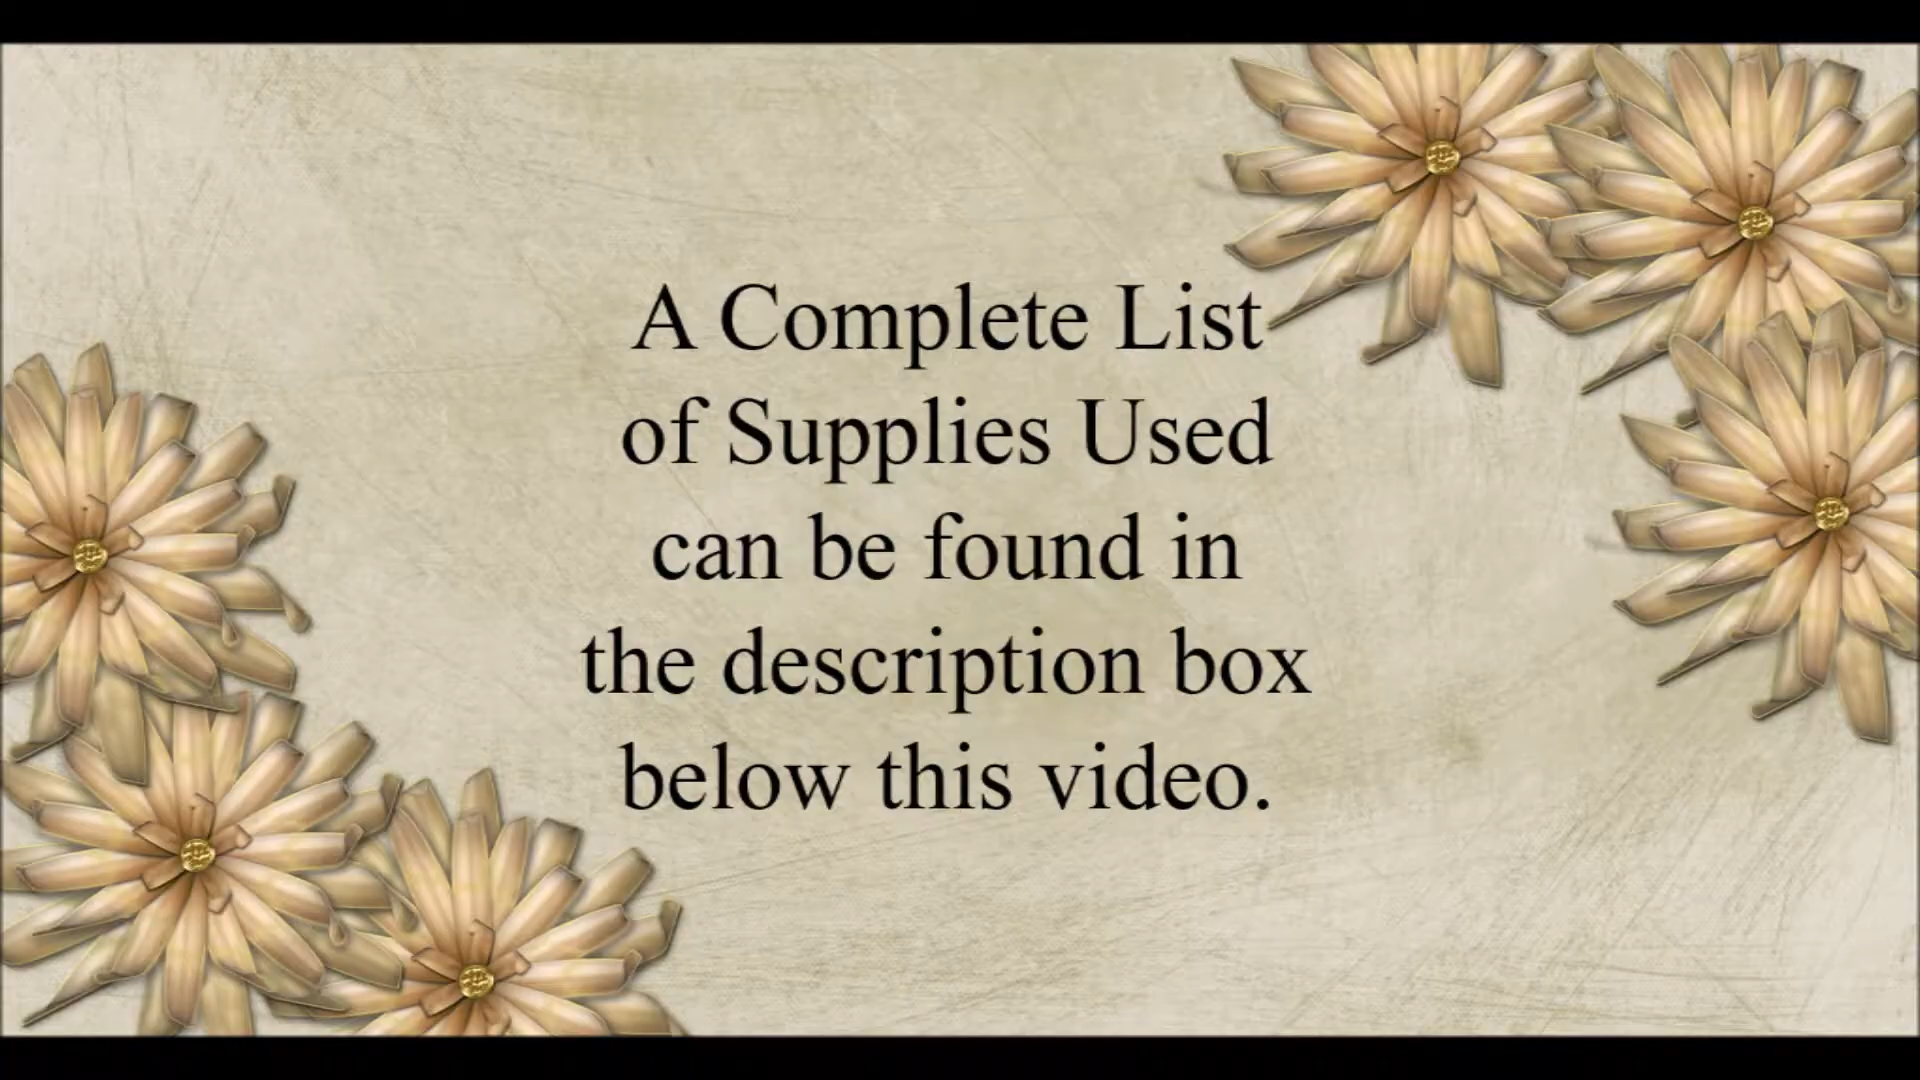 A Complete List
of Supplies Used
can be found in
the description box
below this video.